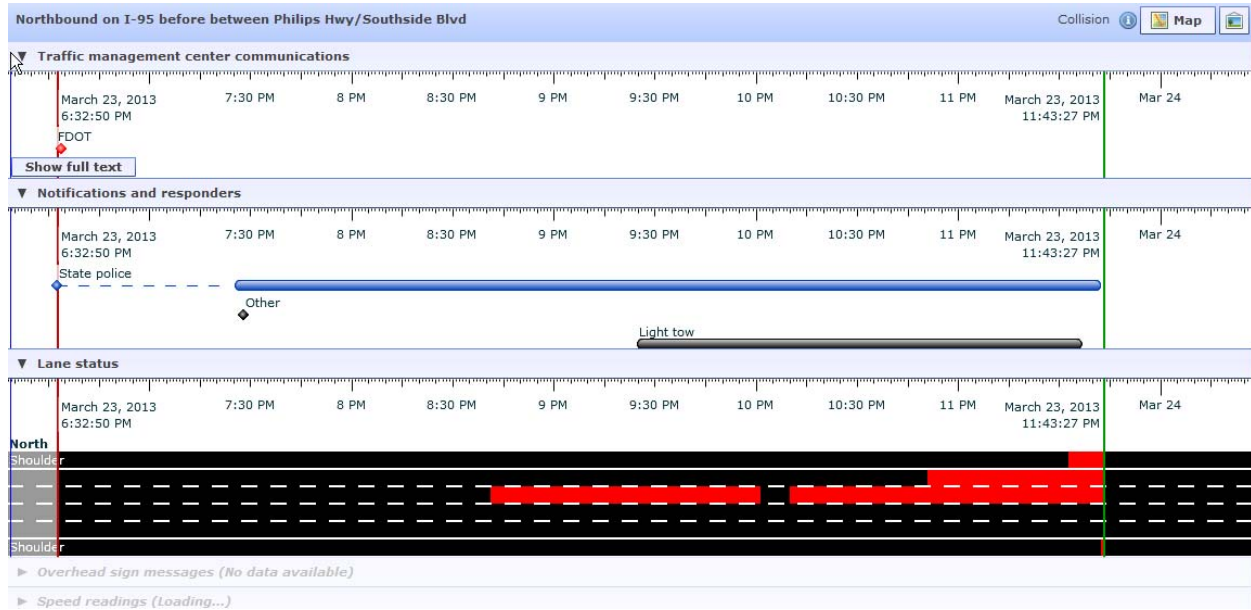 Northbound on I-95 before between Philips Hwy/Southside Blvd Collision Map
Traffic management center communications
March 23, 2013 7:30 PM 8 PM 8:30 PM 9 PM 9:30 PM 10 PM 10:30 PM 11 PM March 23, 2013 Mar 24
6:32:50 PM 11:43:27 PM
FDOT
Show full text
Notifications and responders
March 23, 2013 7:30 PM 8 PM 8:30 PM 9 PM 9:30 PM 10 PM 10:30 PM 11 PM March 23, 2013 Mar 24
6:32:50 PM 11:43:27 PM
State police
Other
Light tow
Lane status
March 23, 2013 7:30 PM 8 PM 8:30 PM 9 PM 9:30 PM 10 PM 10:30 PM 11 PM March 23, 2013 Mar 24
6:32:50 PM 11:43:27 PM
North
Shoulder
Shoulder
Overhead sign messages (No data available)
Speed readings (Loading...)